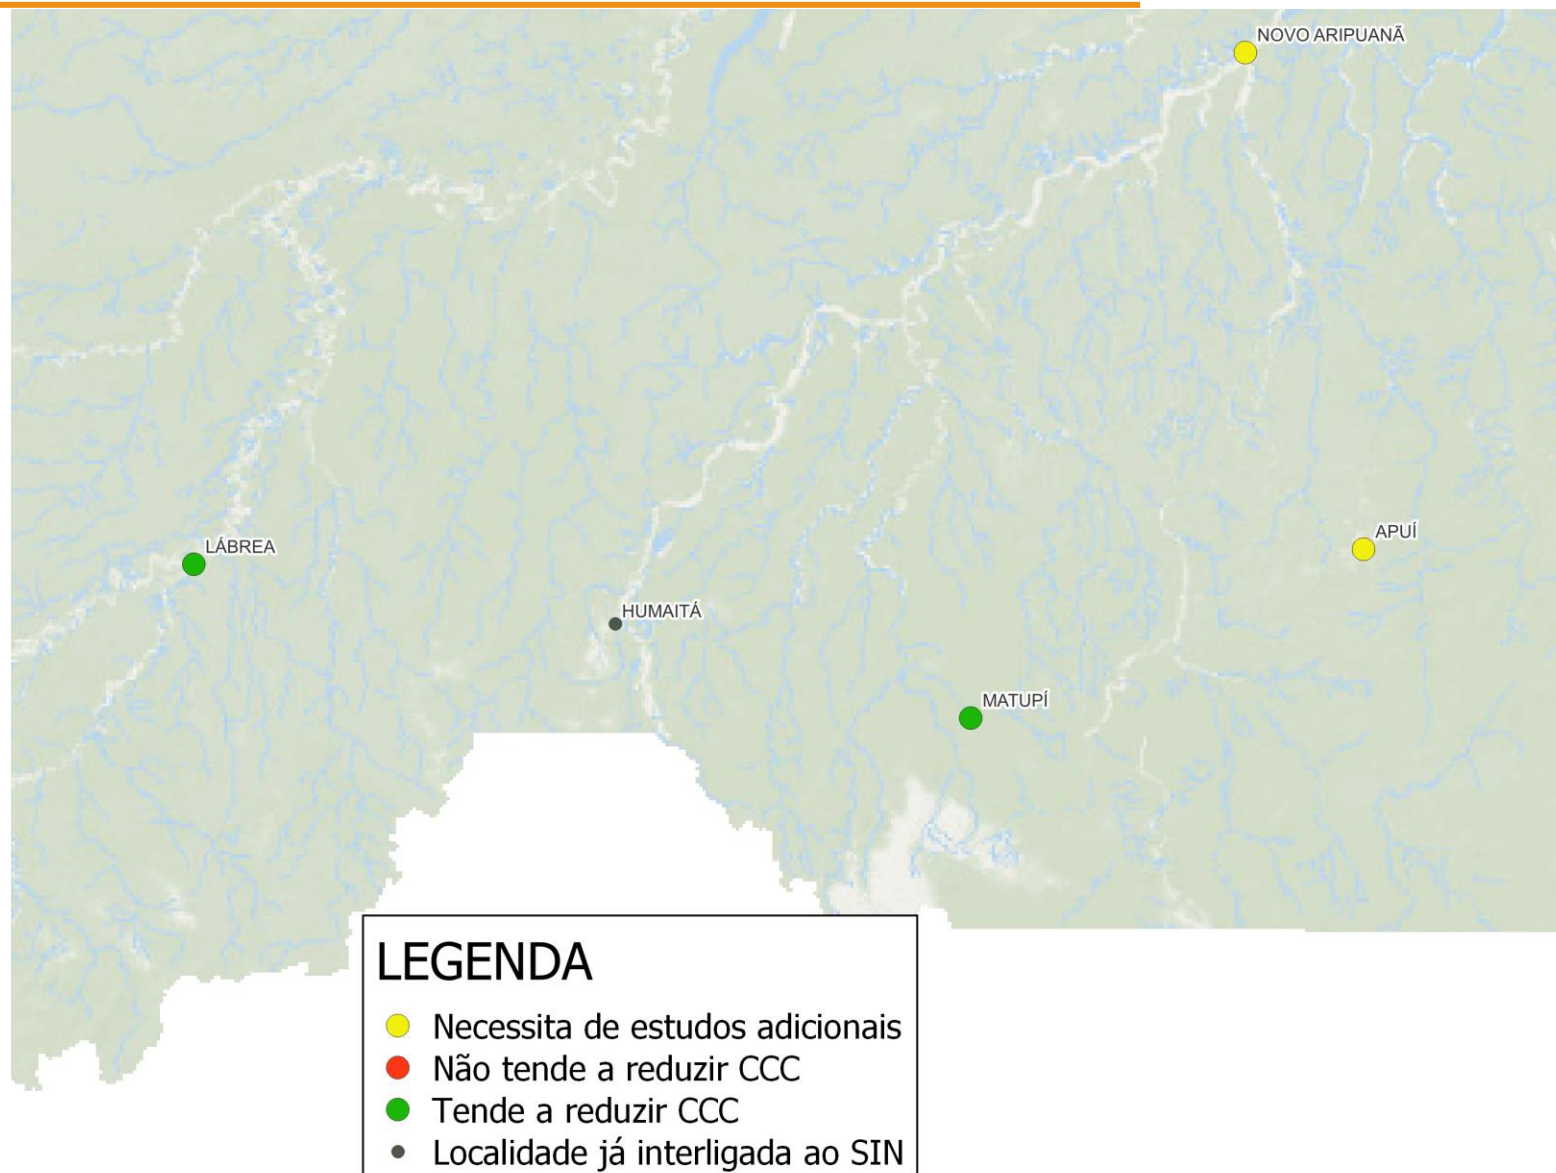 NOVO ARIPUANÃ
APUÍ
LÁBREA
HUMAITÁ
MATUPÍ
LEGENDA
Necessita de estudos adicionais
Não tende a reduzir CCC
Tende a reduzir CCC
Localidade já interligada ao SIN